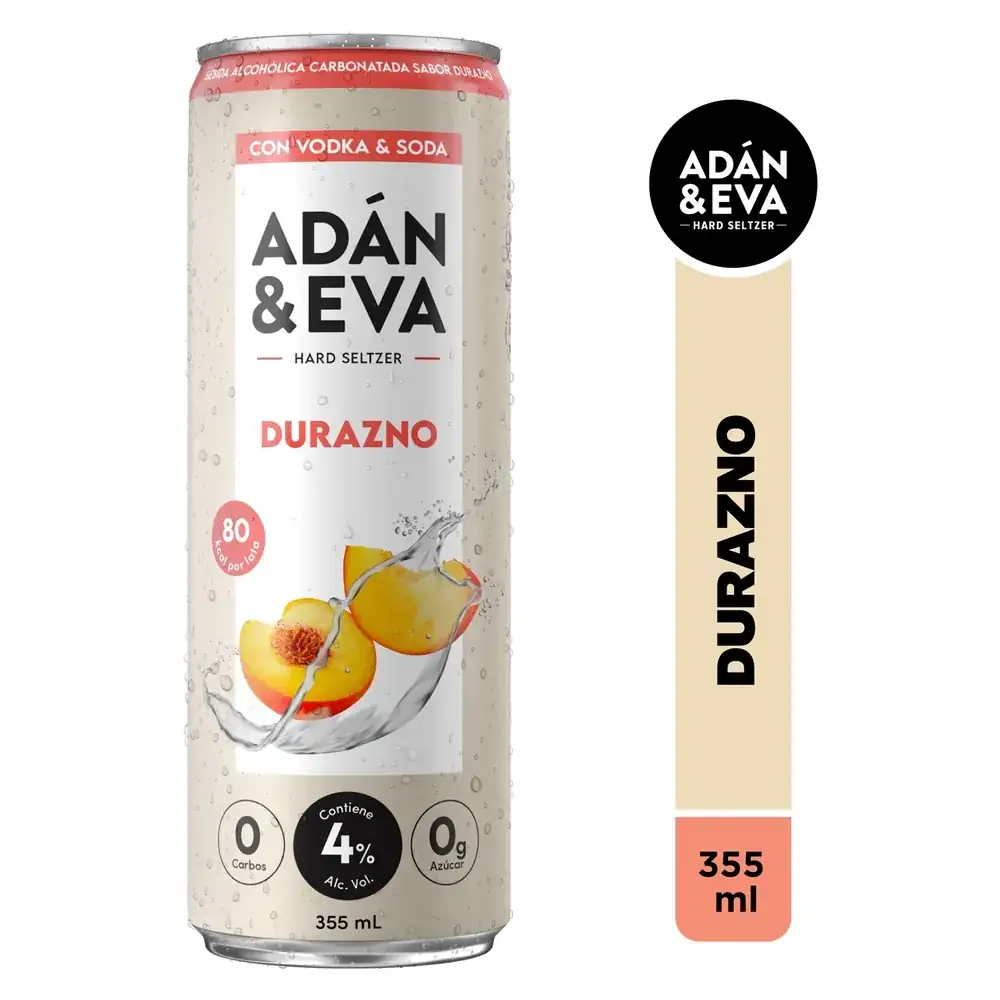 BEBIDA ALCOHÓLICA CARBONATADA SABOR DURAZNO
CON VODKA & SODA
ADÁN
& EVA
HARD SELTZER
DURAZNO
80
kcal por lata
0
Carbos
Contiene
4%
Alc. Vol.
0g
Azúcar
355 mL
ADÁN
& EVA
HARD SELTZER
DURAZNO
355
ml